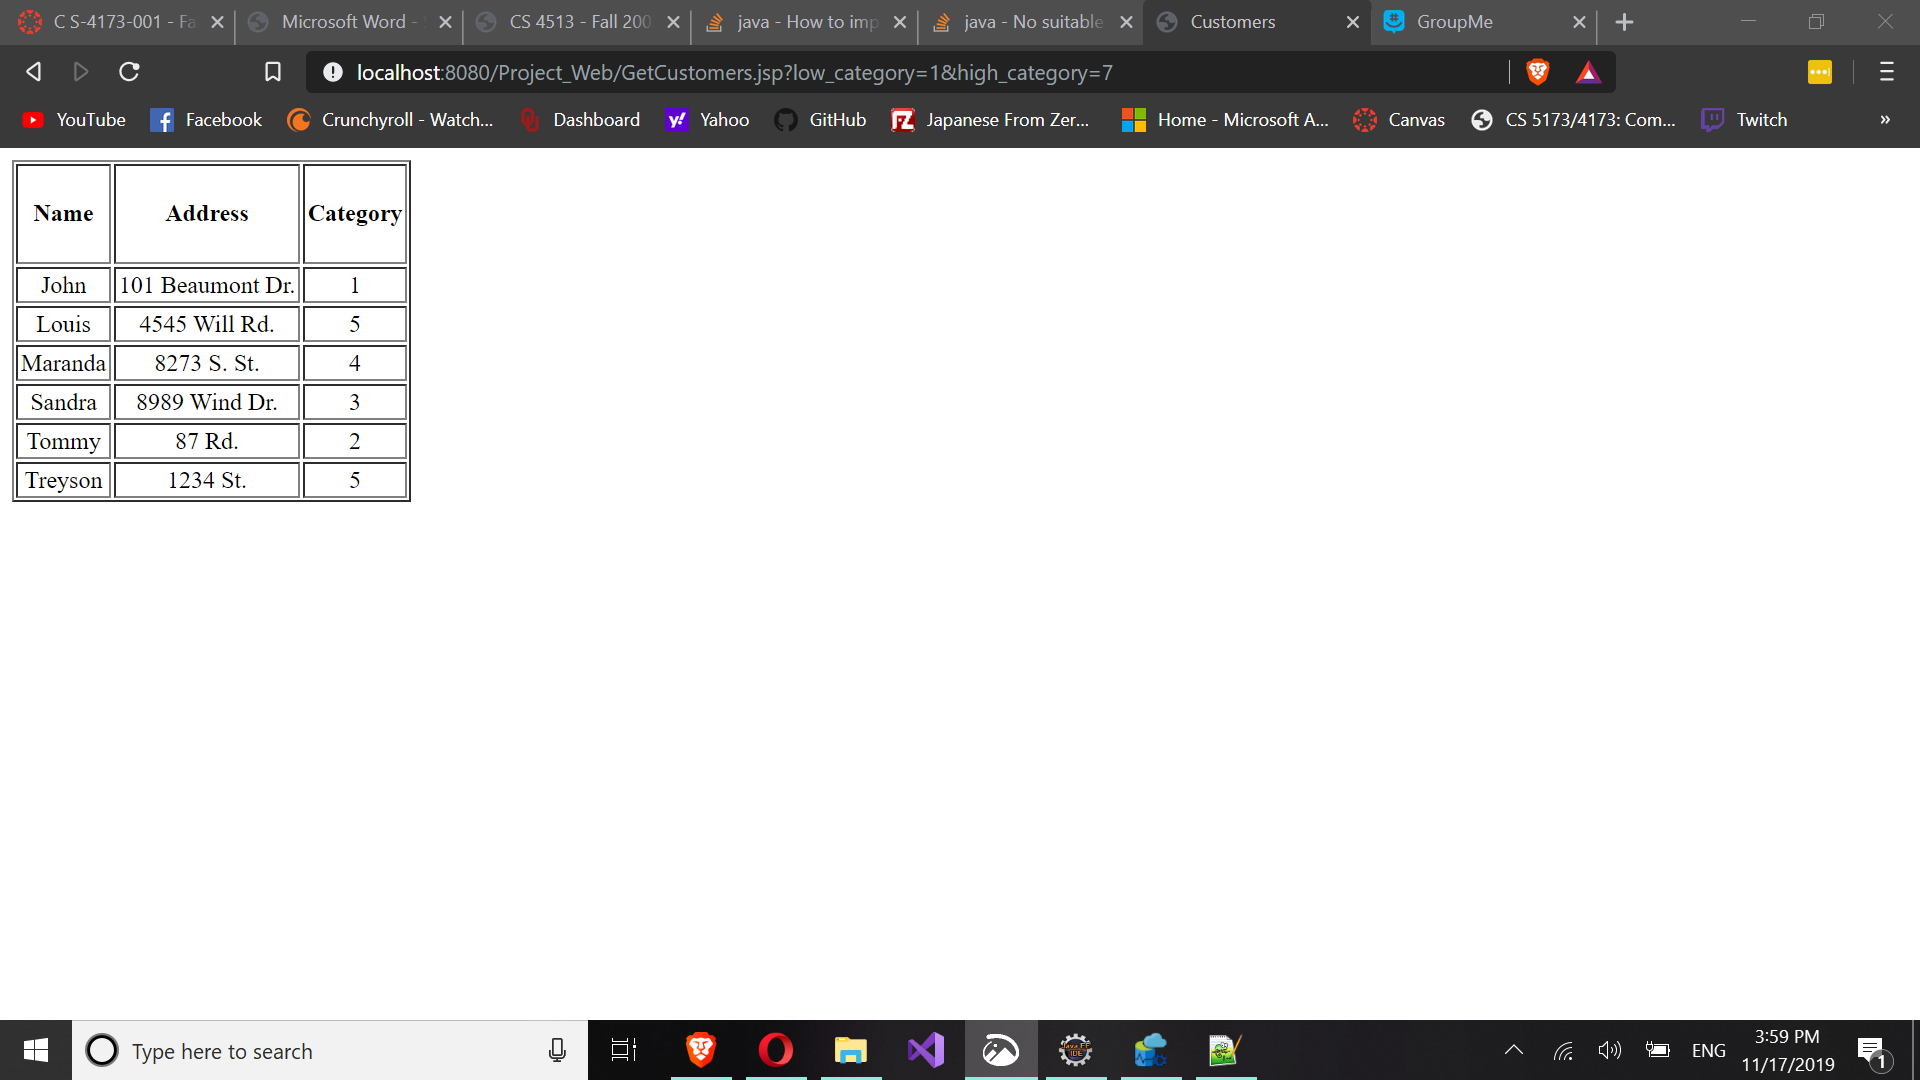 C S-4173-001 - Fa
Microsoft Word -
CS 4513 - Fall 200
java - How to imp
java - No suitable
Customers
GroupMe
localhost:8080/Project_Web/GetCustomers.jsp?low_category=1&high_category=7
YouTube
Facebook
Crunchyroll - Watch...
Dashboard
Yahoo
GitHub
Japanese From Zer...
Home - Microsoft A...
Canvas
CS 5173/4173: Com...
Twitch
»
Name Address Category
John 101 Beaumont Dr. 1
Louis 4545 Will Rd. 5
Maranda 8273 S. St. 4
Sandra 8989 Wind Dr. 3
Tommy 87 Rd. 2
Treyson 1234 St. 5
Type here to search
Java EE
IDE
ENG
3:59 PM
11/17/2019
1